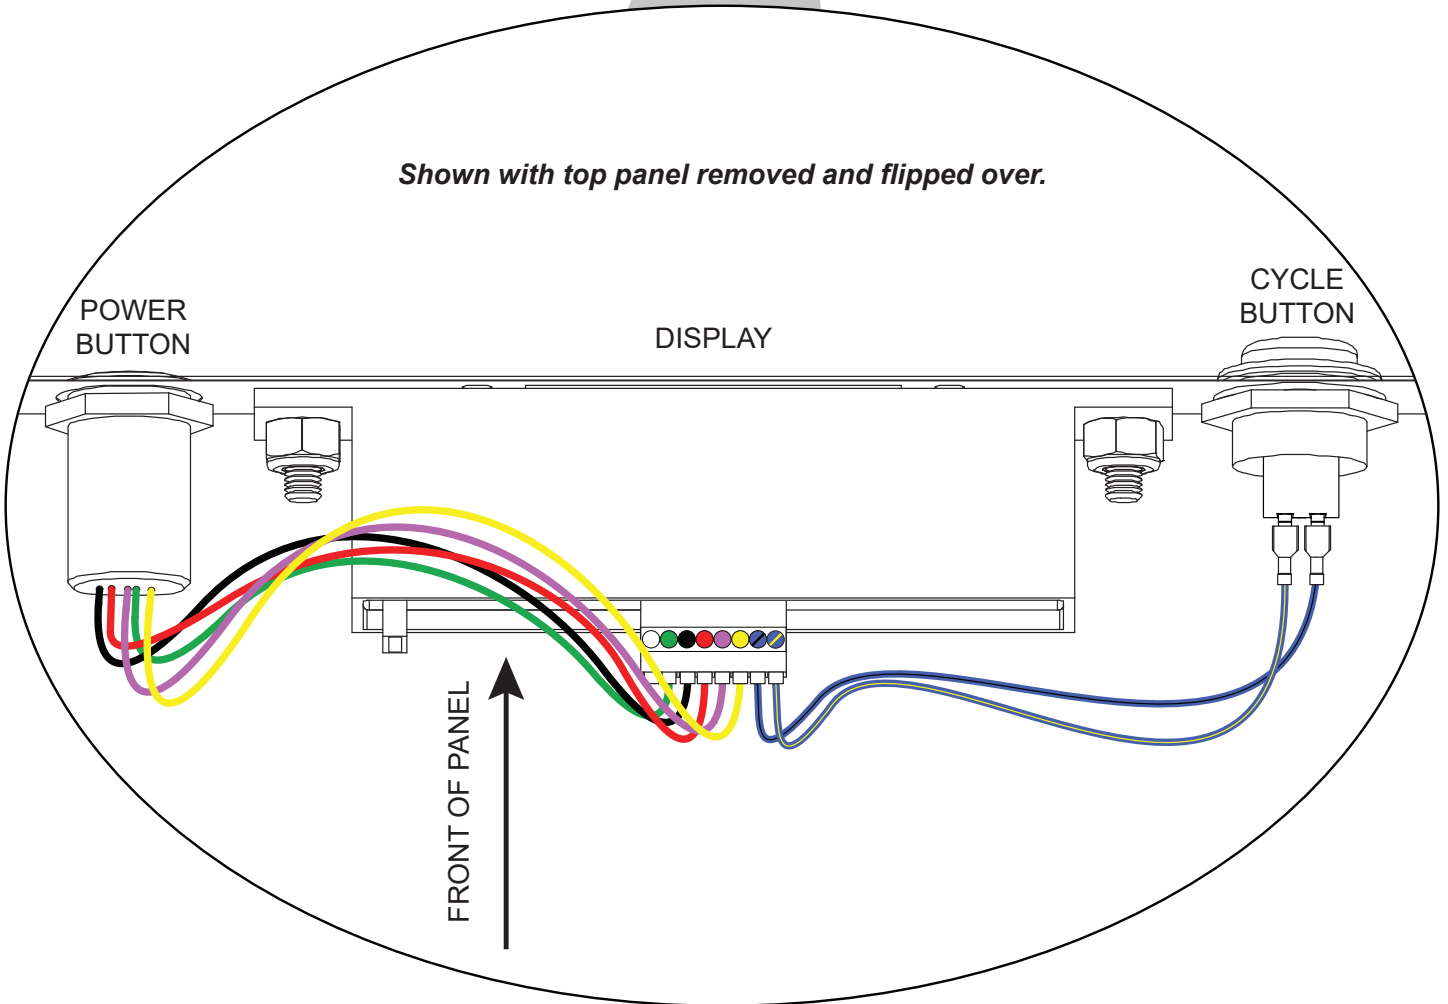 Shown with top panel removed and flipped over.
POWER
BUTTON
DISPLAY
CYCLE
BUTTON
FRONT OF PANEL